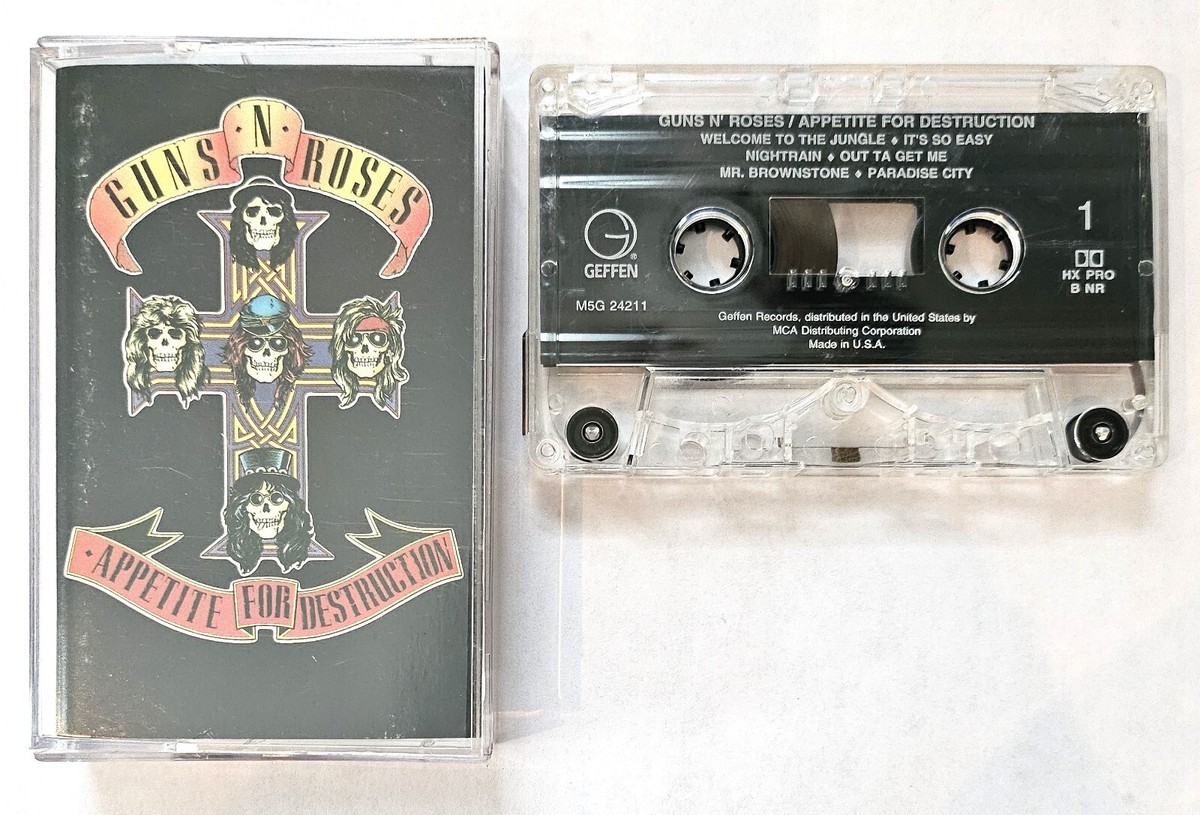 GUNS ·N· ROSES
·APPETITE FOR DESTRUCTION
GUNS N' ROSES / APPETITE FOR DESTRUCTION
WELCOME TO THE JUNGLE ♦ IT'S SO EASY
NIGHTRAIN ♦ OUT TA GET ME
MR. BROWNSTONE ♦ PARADISE CITY
GEFFEN®
M5G 24211
1
HX PRO
B NR
Geffen Records, distributed in the United States by
MCA Distributing Corporation
Made in U.S.A.